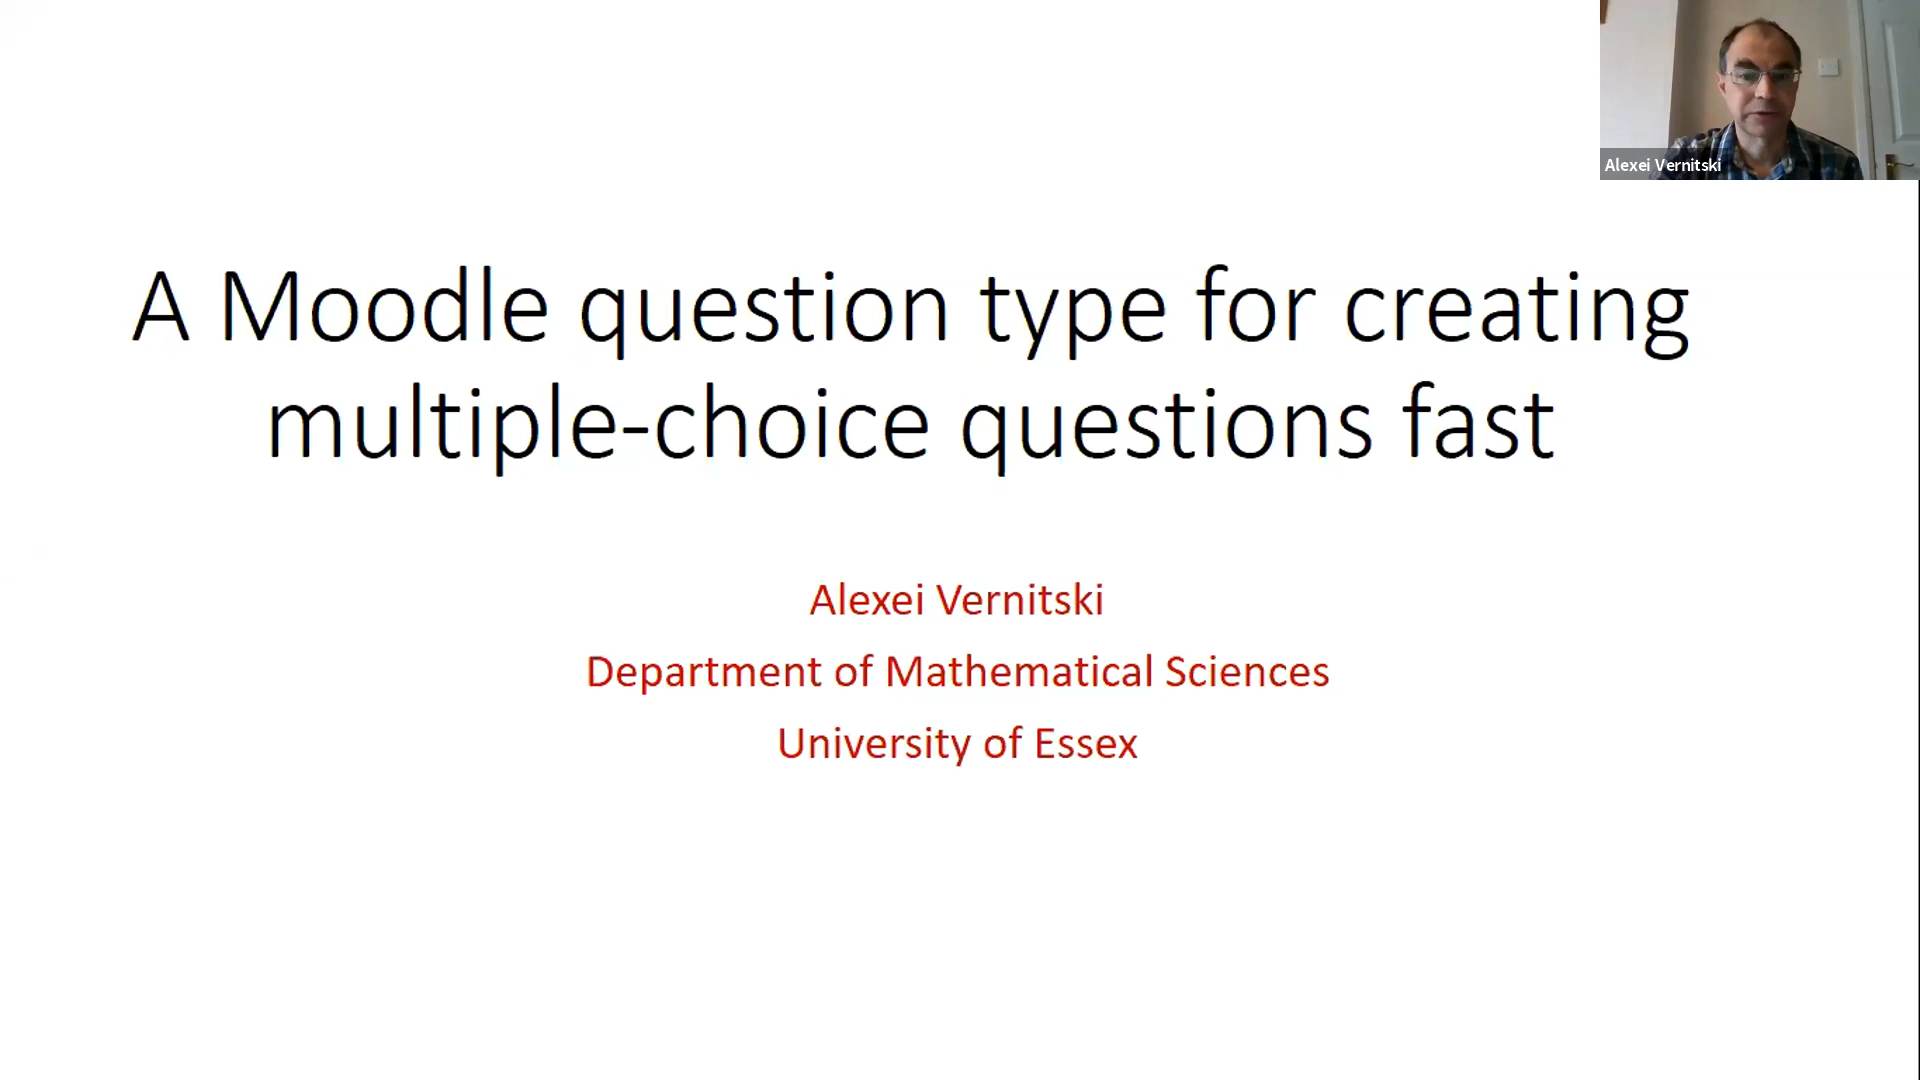 Alexei Vernitski
A Moodle question type for creating
multiple-choice questions fast
Alexei Vernitski
Department of Mathematical Sciences
University of Essex